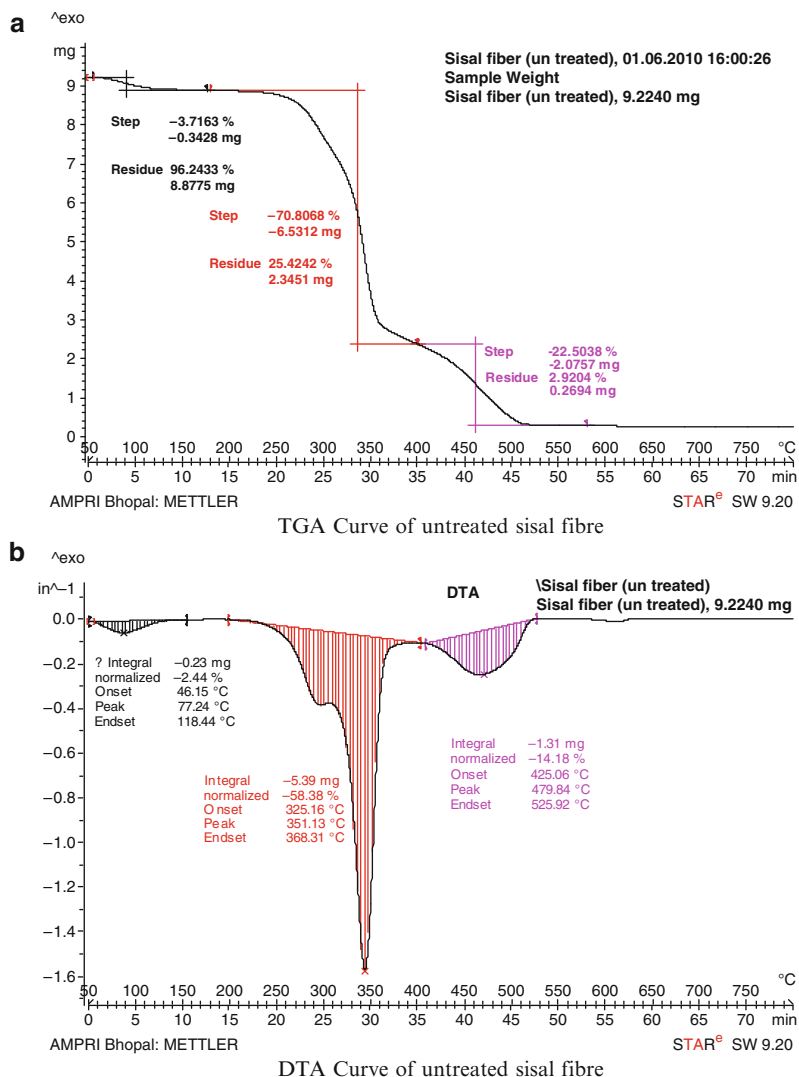 a
^exo
mg
Sisal fiber (un treated), 01.06.2010 16:00:26
Sample Weight
Sisal fiber (un treated), 9.2240 mg
9
8
7
6
5
4
3
2
1
0
Step −3.7163 %
−0.3428 mg
Residue 96.2433 %
8.8775 mg
Step −70.8068 %
−6.5312 mg
Residue 25.4242 %
2.3451 mg
Step -22.5038 %
-2.0757 mg
Residue 2.9204 %
0.2694 mg
50 100 150 200 250 300 350 400 450 500 550 600 650 700 750 °C
0 5 10 15 20 25 30 35 40 45 50 55 60 65 70 min
AMPRI Bhopal: METTLER STARe SW 9.20
TGA Curve of untreated sisal fibre
b
^exo
in^−1
DTA
\Sisal fiber (un treated)
Sisal fiber (un treated), 9.2240 mg
0.0
−0.2
−0.4
−0.6
−0.8
−1.0
−1.2
−1.4
−1.6
? Integral −0.23 mg
normalized −2.44 %
Onset 46.15 °C
Peak 77.24 °C
Endset 118.44 °C
Integral −5.39 mg
normalized −58.38 %
Onset 325.16 °C
Peak 351.13 °C
Endset 368.31 °C
Integral −1.31 mg
normalized −14.18 %
Onset 425.06 °C
Peak 479.84 °C
Endset 525.92 °C
50 100 150 200 250 300 350 400 450 500 550 600 650 700 750 °C
0 5 10 15 20 25 30 35 40 45 50 55 60 65 70 min
AMPRI Bhopal: METTLER STARe SW 9.20
DTA Curve of untreated sisal fibre